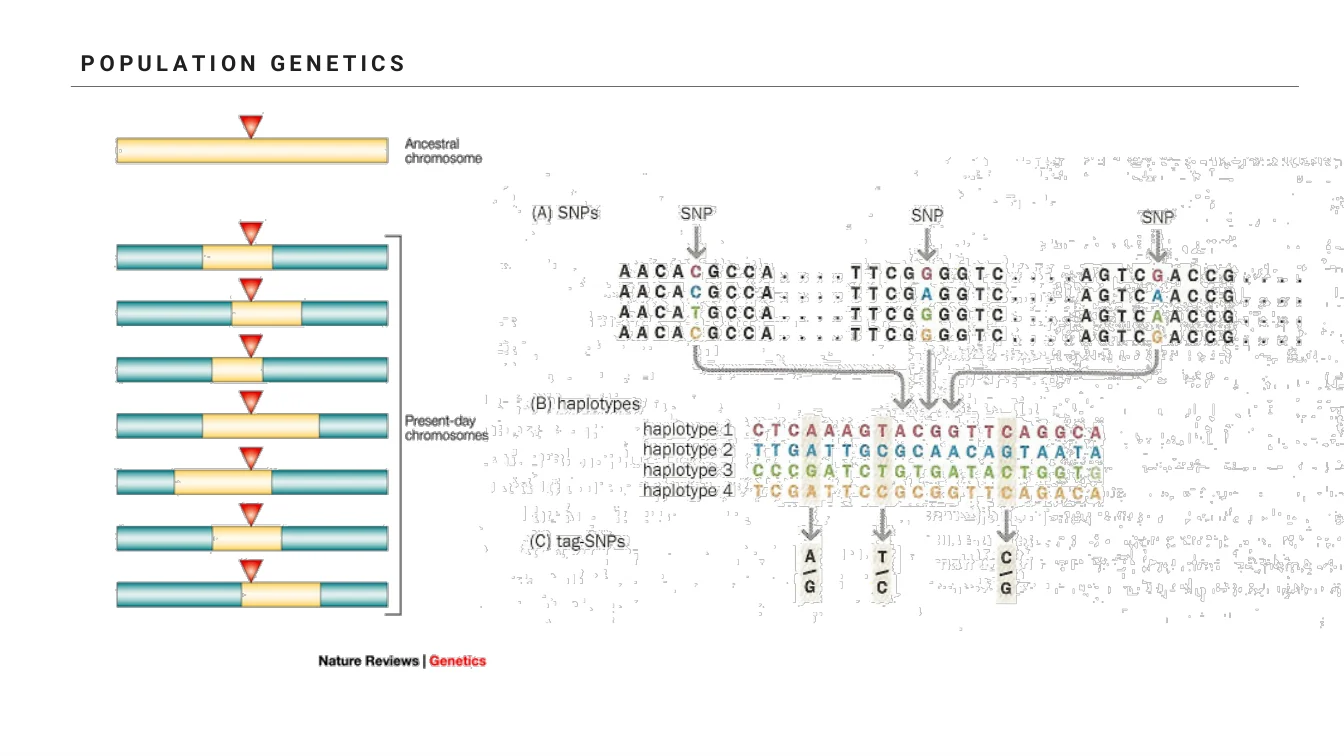 POPULATION GENETICS
Ancestral
chromosome
Present-day
chromosomes
Nature Reviews | Genetics
(A) SNPs
SNP
SNP
SNP
AACACGCCA.... TTCGGGGTC.... AGTCGACCG....
AACACGCCA.... TTCGAGGTC.... AGTCAACCG....
AACATGCCA.... TTCGGGGTC.... AGTCAACCG....
AACACGCCA.... TTCGGGGTC.... AGTCGACCG....
(B) haplotypes
haplotype 1 CTCAAAGTACGGTTCAGGCA
haplotype 2 TTGATTGCGCAACAGTAATA
haplotype 3 CCCGATCTGTGATACTGGTG
haplotype 4 TCGATTCCGCGGTTCAGACA
(C) tag-SNPs
A/G
T/C
C/G